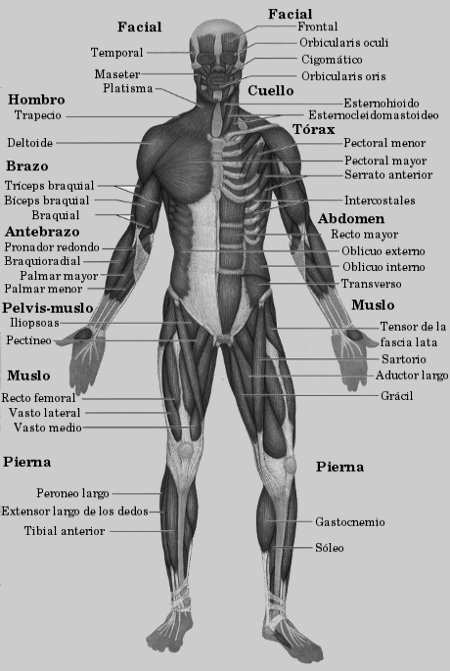 Facial
Temporal
Maseter
Platisma
Hombro
Trapecio
Deltoide
Brazo
Tríceps braquial
Bíceps braquial
Braquial
Antebrazo
Pronador redondo
Braquioradial
Palmar mayor
Palmar menor
Pelvis-muslo
Iliopsoas
Pectíneo
Muslo
Recto femoral
Vasto lateral
Vasto medio
Pierna
Peroneo largo
Extensor largo de los dedos
Tibial anterior
Facial
Frontal
Orbicularis oculi
Cigomático
Orbicularis oris
Cuello
Esternohioido
Esternocleidomastoideo
Tórax
Pectoral menor
Pectoral mayor
Serrato anterior
Intercostales
Abdomen
Recto mayor
Oblicuo externo
Oblicuo interno
Transverso
Muslo
Tensor de la
fascia lata
Sartorio
Aductor largo
Grácil
Pierna
Gastocnemio
Sóleo